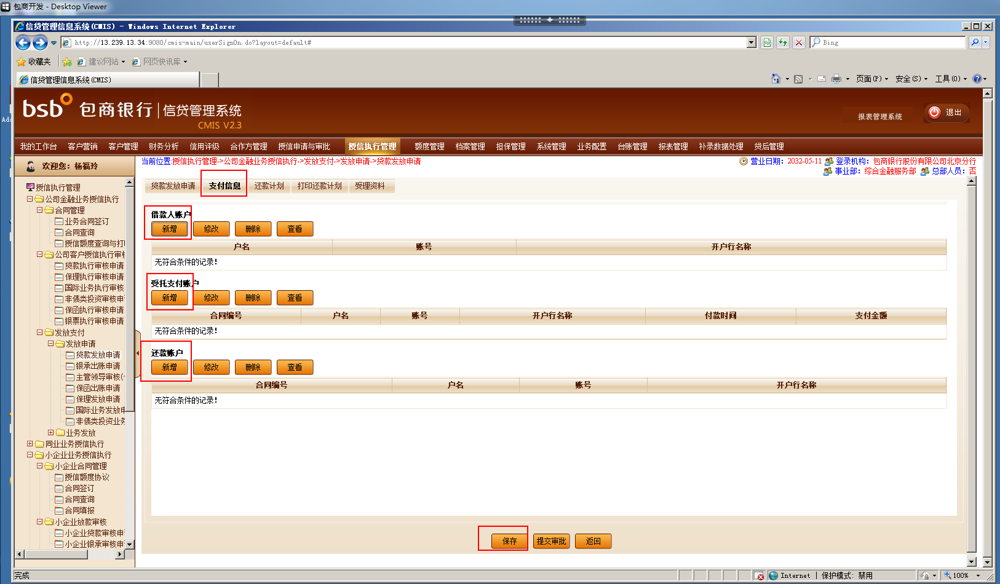 包商开发 - Desktop Viewer
信贷管理信息系统(CMIS) - Windows Internet Explorer
http://13.239.13.34:9080/cmis-main/userSignOn.do?layout=default#
Bing
收藏夹 建议网站 网页快讯库
信贷管理信息系统(CMIS)
页面(P) 安全(S) 工具(O)
bsb 包商银行 信贷管理系统
CMIS V2.3
报表管理系统 退出
我的工作台 客户营销 客户管理 财务分析 信用评级 合作方管理 授信申请与审批 授信执行管理 额度管理 档案管理 担保管理 系统管理 业务配置 台账管理 报表管理 补录数据处理 贷后管理
欢迎您: 杨福玲
当前位置:授信执行管理->公司金融业务授信执行->发放支付->发放申请->贷款发放申请
营业日期: 2032-05-11 登录机构: 包商银行股份有限公司北京分行
事业部: 综合金融服务部 总部人员: 否
授信执行管理
公司金融业务授信执行
合同管理
业务合同签订
合同查询
授信额度查询与打印
公司客户授信执行审核
贷款执行审核申请
保理执行审核申请
国际业务执行审核
非债类投资审核申
保函执行审核申请
银票执行审核申请
发放支付
发放申请
贷款发放申请
银承出账申请
主管领导审核(
保函出账申请
保理发放申请
国际业务发放申
非债类投资业务
业务发放
同业业务授信执行
小企业业务授信执行
小企业合同管理
授信额度协议
合同签订
合同查询
合同填报
小企业放款审核
小企业贷款审核申
小企业银承审核申
贷款发放申请 支付信息 还款计划 打印还款计划 受理资料
借款人账户
新增 修改 删除 查看
户名 账号 开户行名称
无符合条件的记录!
受托支付账户
新增 修改 删除 查看
合同编号 户名 账号 开户行名称 付款时间 支付金额
无符合条件的记录!
还款账户
新增 修改 删除 查看
合同编号 户名 账号 开户行名称
无符合条件的记录!
保存 提交审批 返回
完成
Internet | 保护模式: 禁用
100%